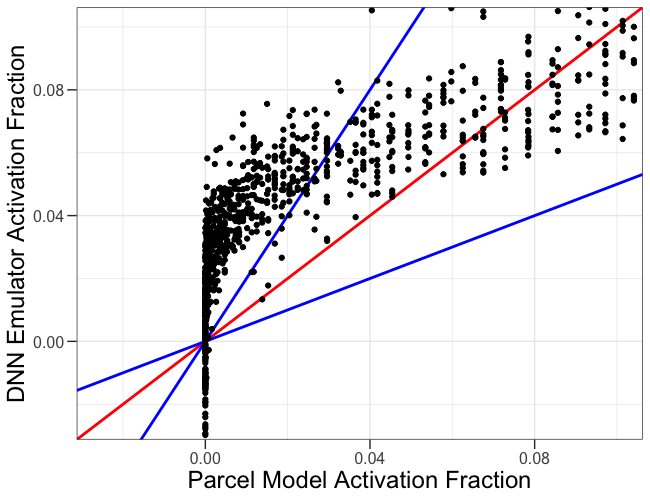 DNN Emulator Activation Fraction
0.08
0.04
0.00
0.00 0.04 0.08
Parcel Model Activation Fraction